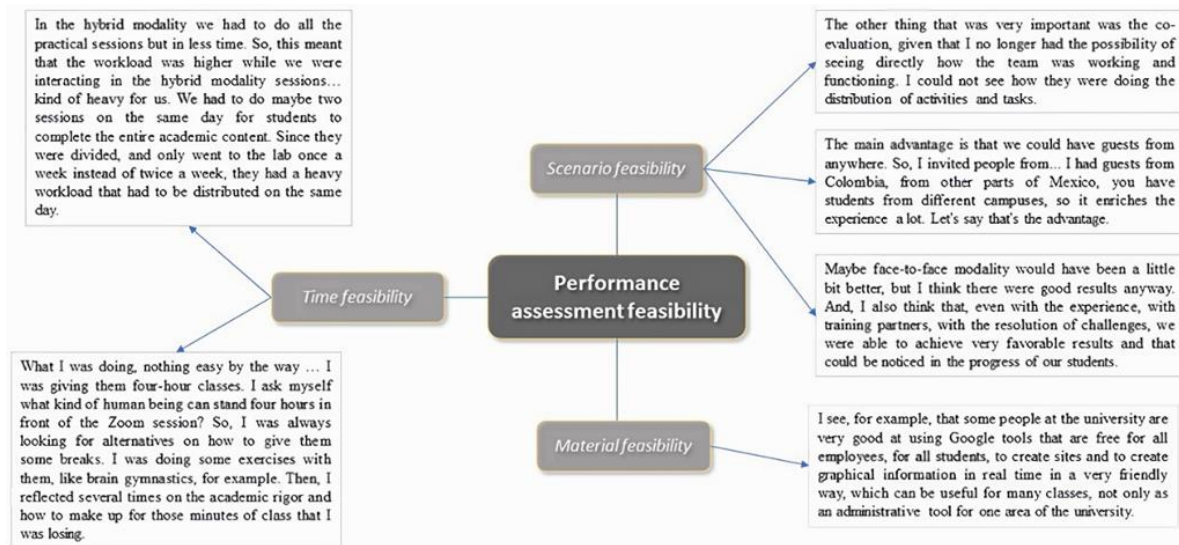 In the hybrid modality we had to do all the
practical sessions but in less time. So, this meant
that the workload was higher while we were
interacting in the hybrid modality sessions…
kind of heavy for us. We had to do maybe two
sessions on the same day for students to
complete the entire academic content. Since they
were divided, and only went to the lab once a
week instead of twice a week, they had a heavy
workload that had to be distributed on the same
day.
Time feasibility
What I was doing, nothing easy by the way … I
was giving them four-hour classes. I ask myself
what kind of human being can stand four hours in
front of the Zoom session? So, I was always
looking for alternatives on how to give them
some breaks. I was doing some exercises with
them, like brain gymnastics, for example. Then, I
reflected several times on the academic rigor and
how to make up for those minutes of class that I
was losing.
Performance
assessment feasibility
Scenario feasibility
The other thing that was very important was the co-
evaluation, given that I no longer had the possibility of
seeing directly how the team was working and
functioning. I could not see how they were doing the
distribution of activities and tasks.
The main advantage is that we could have guests from
anywhere. So, I invited people from… I had guests from
Colombia, from other parts of Mexico, you have
students from different campuses, so it enriches the
experience a lot. Let's say that's the advantage.
Maybe face-to-face modality would have been a little
bit better, but I think there were good results anyway.
And, I also think that, even with the experience, with
training partners, with the resolution of challenges, we
were able to achieve very favorable results and that
could be noticed in the progress of our students.
Material feasibility
I see, for example, that some people at the university are
very good at using Google tools that are free for all
employees, for all students, to create sites and to create
graphical information in real time in a very friendly
way, which can be useful for many classes, not only as
an administrative tool for one area of the university.